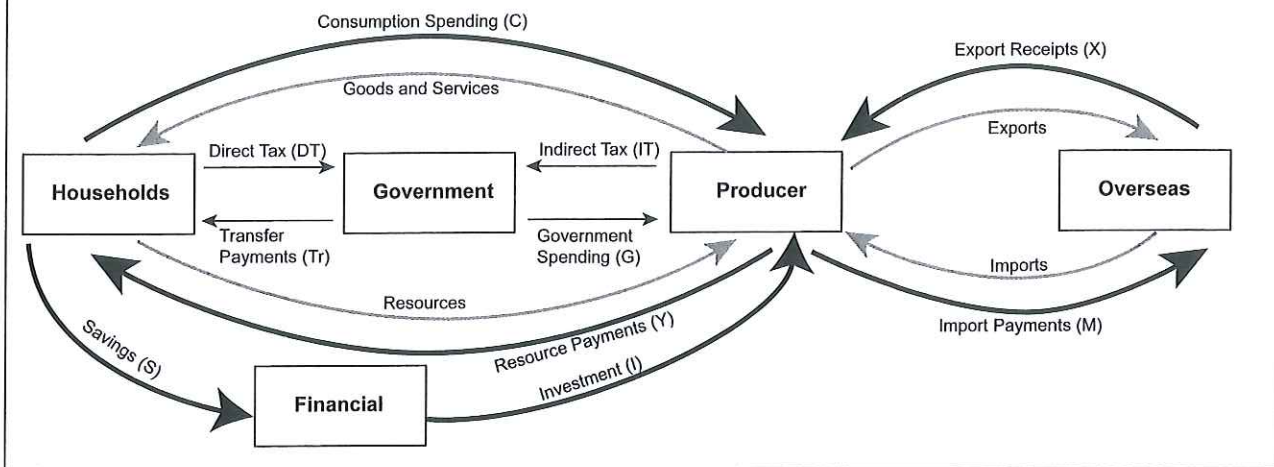 Consumption Spending (C)
Export Receipts (X)
Goods and Services
Exports
Direct Tax (DT)
Indirect Tax (IT)
Households
Government
Producer
Overseas
Transfer
Payments (Tr)
Government
Spending (G)
Imports
Resources
Savings (S)
Resource Payments (Y)
Import Payments (M)
Investment (I)
Financial